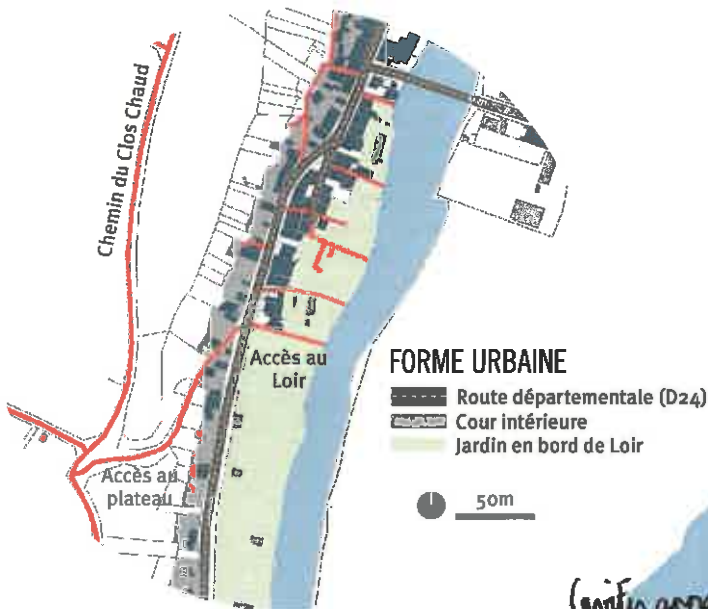 Chemin du Clos Chaud
Accès au
Loir
Accès au
plateau
FORME URBAINE
Route départementale (D24)
Cour intérieure
Jardin en bord de Loir
50m